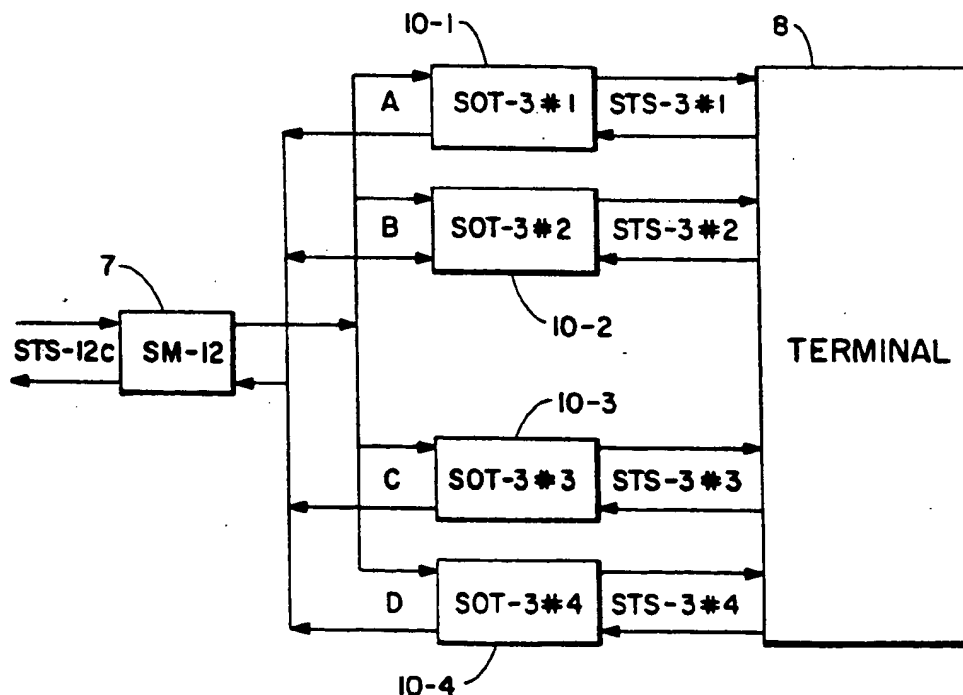 10-1
8
A
SOT-3#1
STS-3#1
B
SOT-3#2
STS-3#2
7
10-2
STS-12c
SM-12
TERMINAL
10-3
C
SOT-3#3
STS-3#3
D
SOT-3#4
STS-3#4
10-4